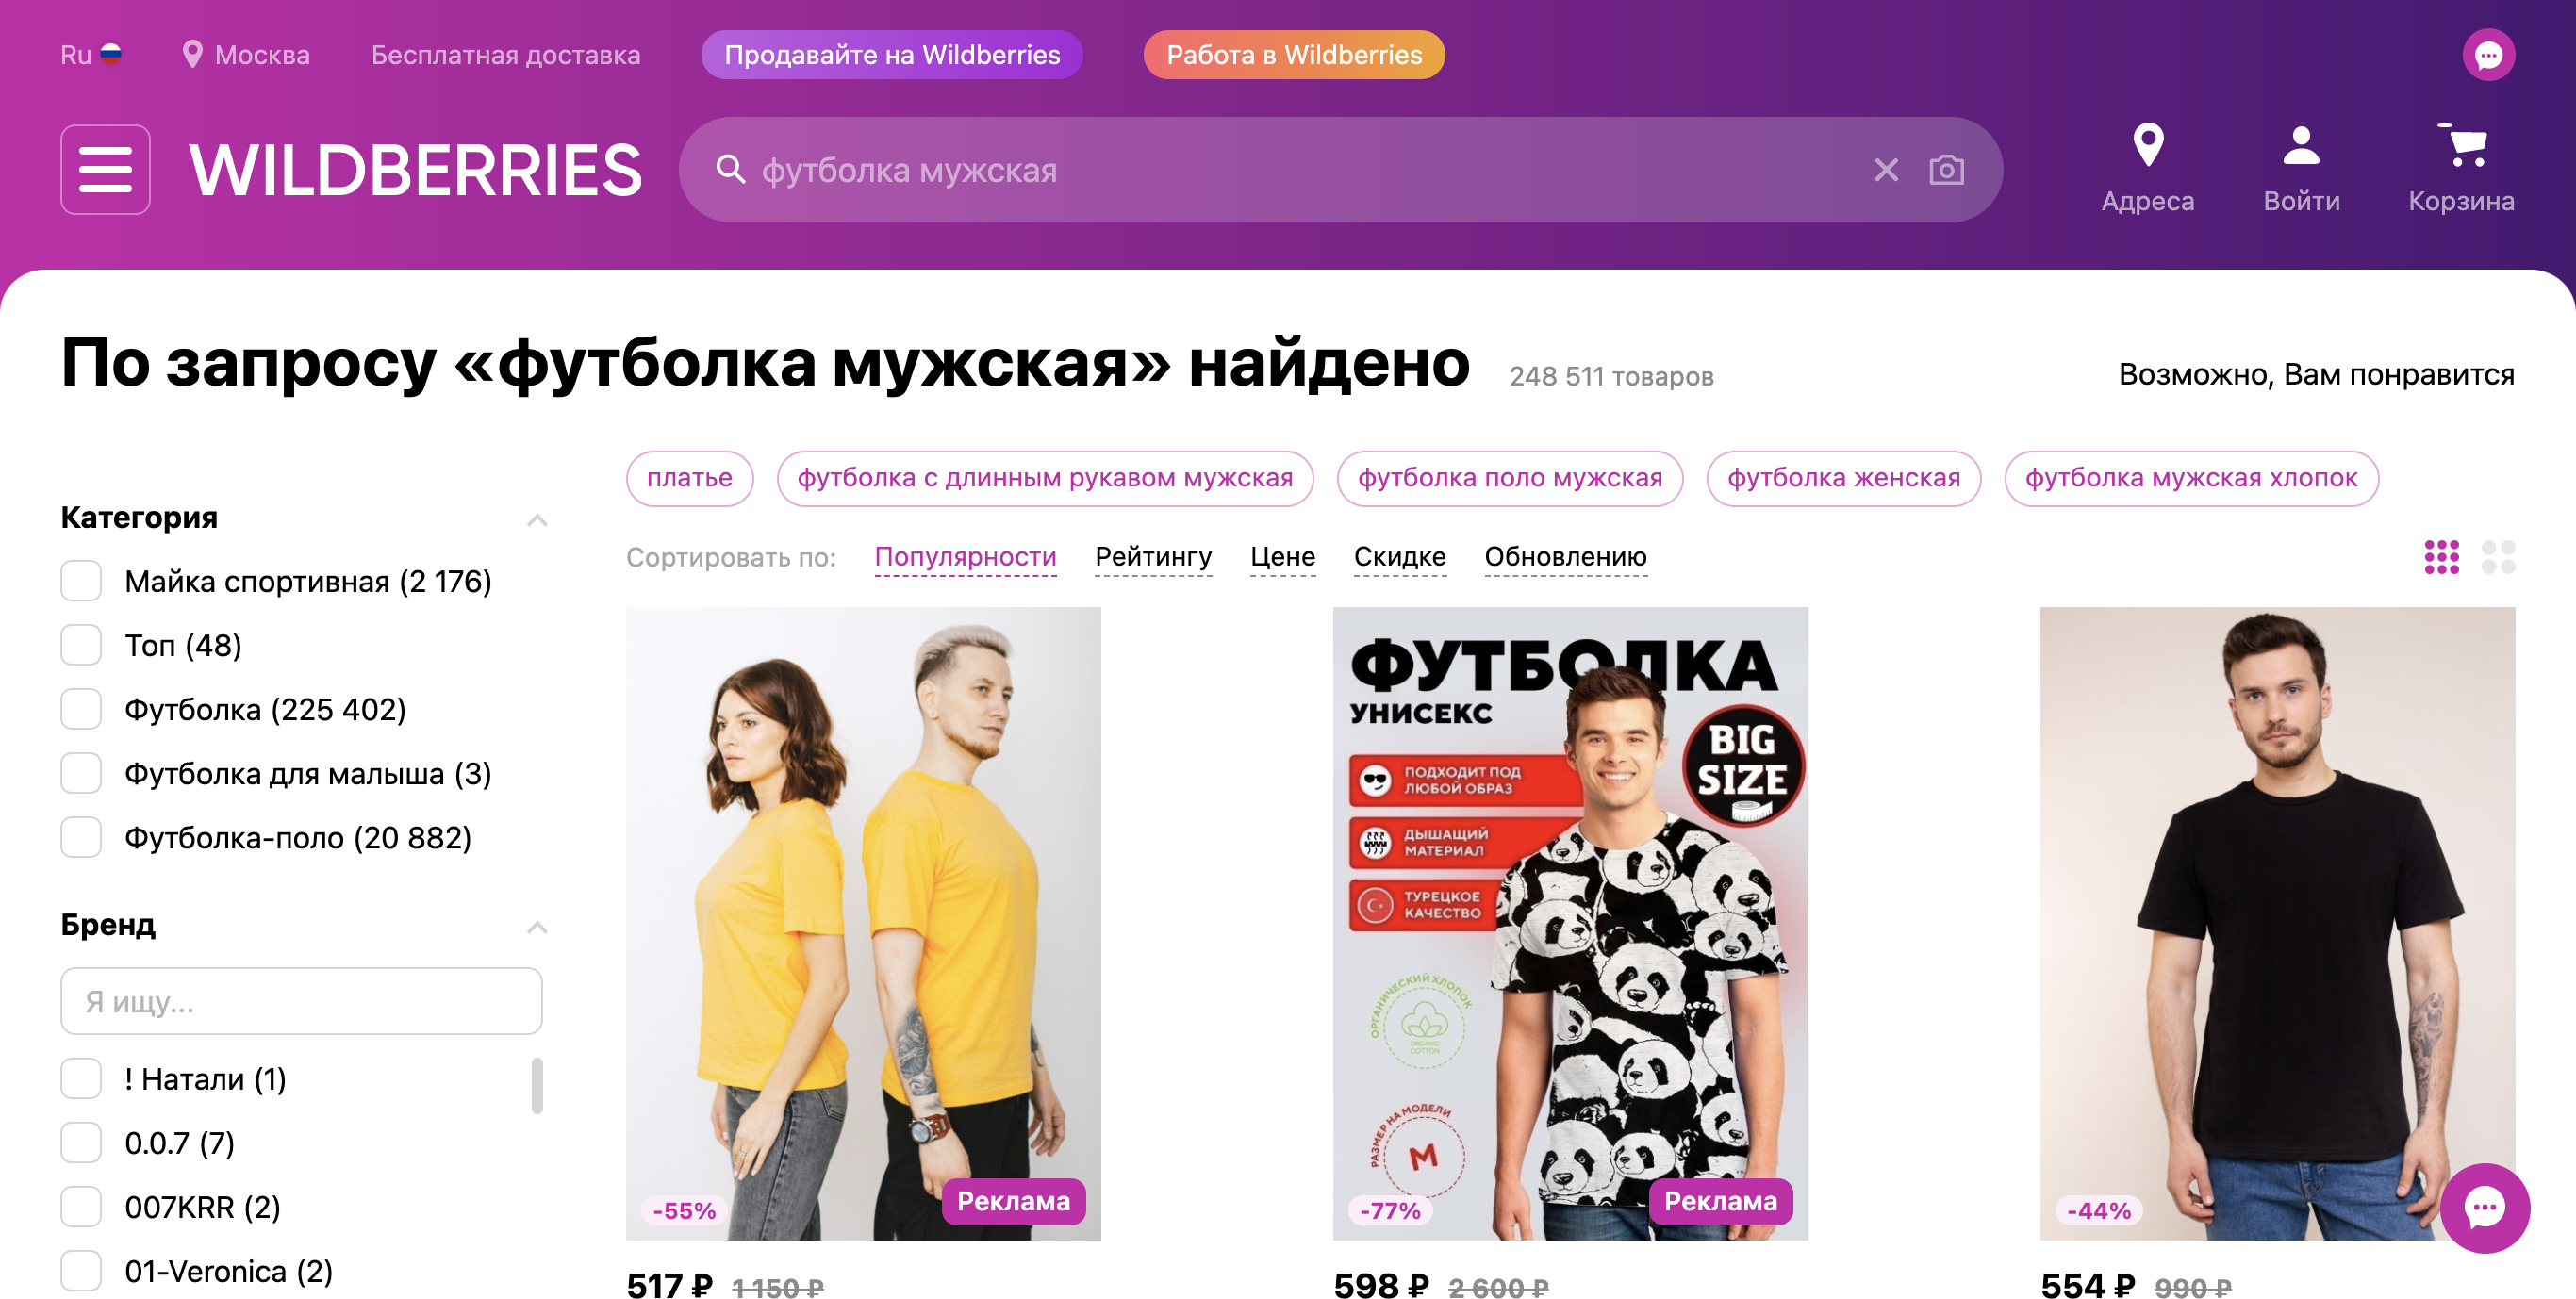 Ru
Москва
Бесплатная доставка
Продавайте на Wildberries
Работа в Wildberries
WILDBERRIES
футболка мужская
Адреса
Войти
Корзина
По запросу «футболка мужская» найдено
248 511 товаров
Возможно, Вам понравится
платье
футболка с длинным рукавом мужская
футболка поло мужская
футболка женская
футболка мужская хлопок
Сортировать по:
Популярности
Рейтингу
Цене
Скидке
Обновлению
Категория
Майка спортивная (2 176)
Топ (48)
Футболка (225 402)
Футболка для малыша (3)
Футболка-поло (20 882)
Бренд
Я ищу...
! Натали (1)
0.0.7 (7)
007KRR (2)
01-Veronica (2)
-55%
Реклама
517 ₽ 1 150 ₽
ФУТБОЛКА
УНИСЕКС
BIG
SIZE
ПОДХОДИТ ПОД
ЛЮБОЙ ОБРАЗ
ДЫШАЩИЙ
МАТЕРИАЛ
ТУРЕЦКОЕ
КАЧЕСТВО
ОРГАНИЧЕСКИЙ ХЛОПОК
ORGANIC
COTTON
РАЗМЕР НА МОДЕЛИ
M
-77%
Реклама
598 ₽ 2 600 ₽
-44%
554 ₽ 990 ₽